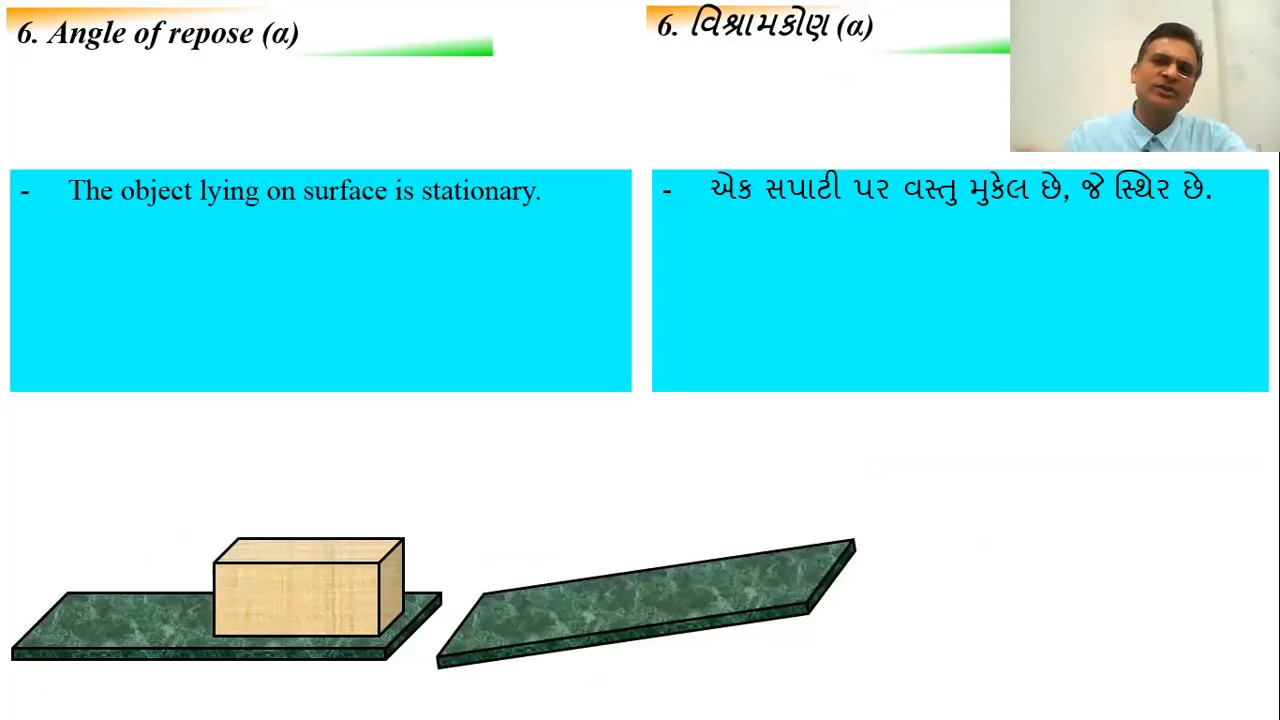 6. Angle of repose (α)
6. વિશ્રામકોણ (α)
- The object lying on surface is stationary.
- એક સપાટી પર વસ્તુ મુકેલ છે, જે સ્થિર છે.